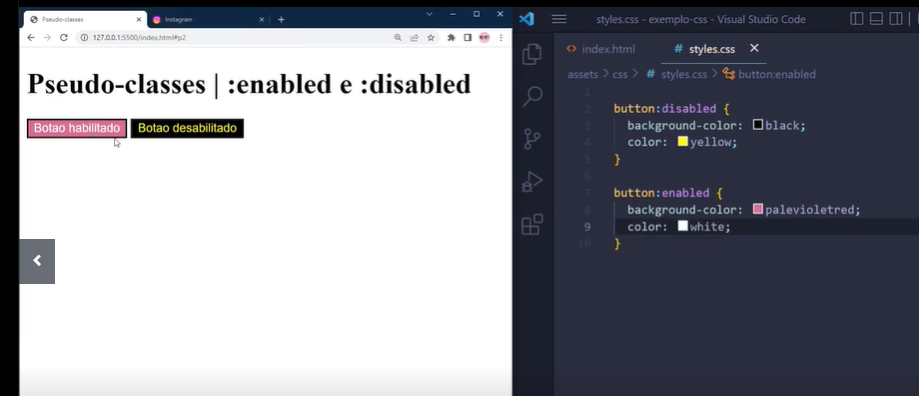 Pseudo-classes
Instagram
127.0.0.1:5500/index.html#p2
Pseudo-classes | :enabled e :disabled
Botao habilitado
Botao desabilitado
styles.css - exemplo-css - Visual Studio Code
index.html
# styles.css
assets > css > # styles.css > button:enabled
1
2 button:disabled {
3 background-color: black;
4 color: yellow;
5 }
6
7 button:enabled {
8 background-color: palevioletred;
9 color: white;
10 }